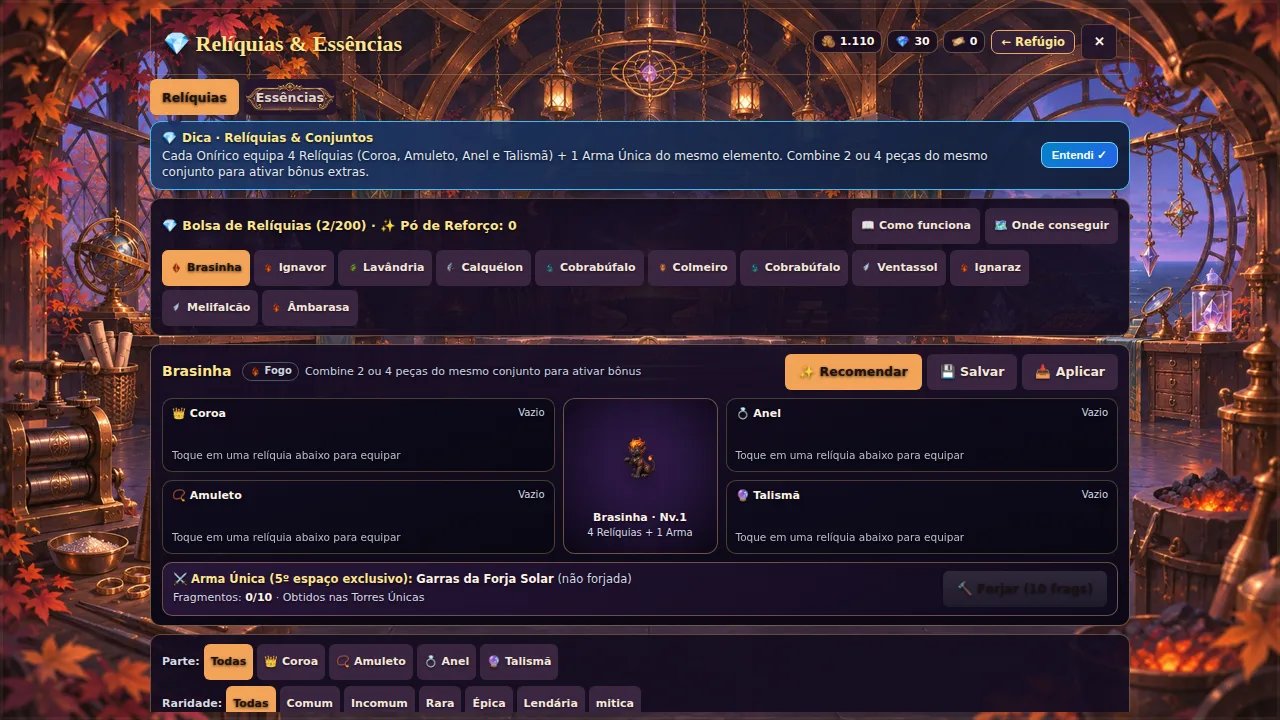 💎 Relíquias & Essências
1.110
30
0
← Refúgio
✕
Relíquias
Essências
💎 Dica · Relíquias & Conjuntos
Cada Onírico equipa 4 Relíquias (Coroa, Amuleto, Anel e Talismã) + 1 Arma Única do mesmo elemento. Combine 2 ou 4 peças do mesmo
conjunto para ativar bônus extras.
Entendi ✓
💎 Bolsa de Relíquias (2/200) · ✨ Pó de Reforço: 0
📖 Como funciona
🗺️ Onde conseguir
Brasinha
Ignavor
Lavândria
Calquélon
Cobrabúfalo
Colmeiro
Cobrabúfalo
Ventassol
Ignaraz
Melifalcão
Âmbarasa
Brasinha
Fogo
Combine 2 ou 4 peças do mesmo conjunto para ativar bônus
✨ Recomendar
💾 Salvar
📥 Aplicar
👑 Coroa
Vazio
Toque em uma relíquia abaixo para equipar
📿 Amuleto
Vazio
Toque em uma relíquia abaixo para equipar
Brasinha · Nv.1
4 Relíquias + 1 Arma
💍 Anel
Vazio
Toque em uma relíquia abaixo para equipar
🔮 Talismã
Vazio
Toque em uma relíquia abaixo para equipar
⚔️ Arma Única (5º espaço exclusivo): Garras da Forja Solar (não forjada)
Fragmentos: 0/10 · Obtidos nas Torres Únicas
🔨 Forjar (10 frags)
Parte:
Todas
👑 Coroa
📿 Amuleto
💍 Anel
🔮 Talismã
Raridade:
Todas
Comum
Incomum
Rara
Épica
Lendária
mitica